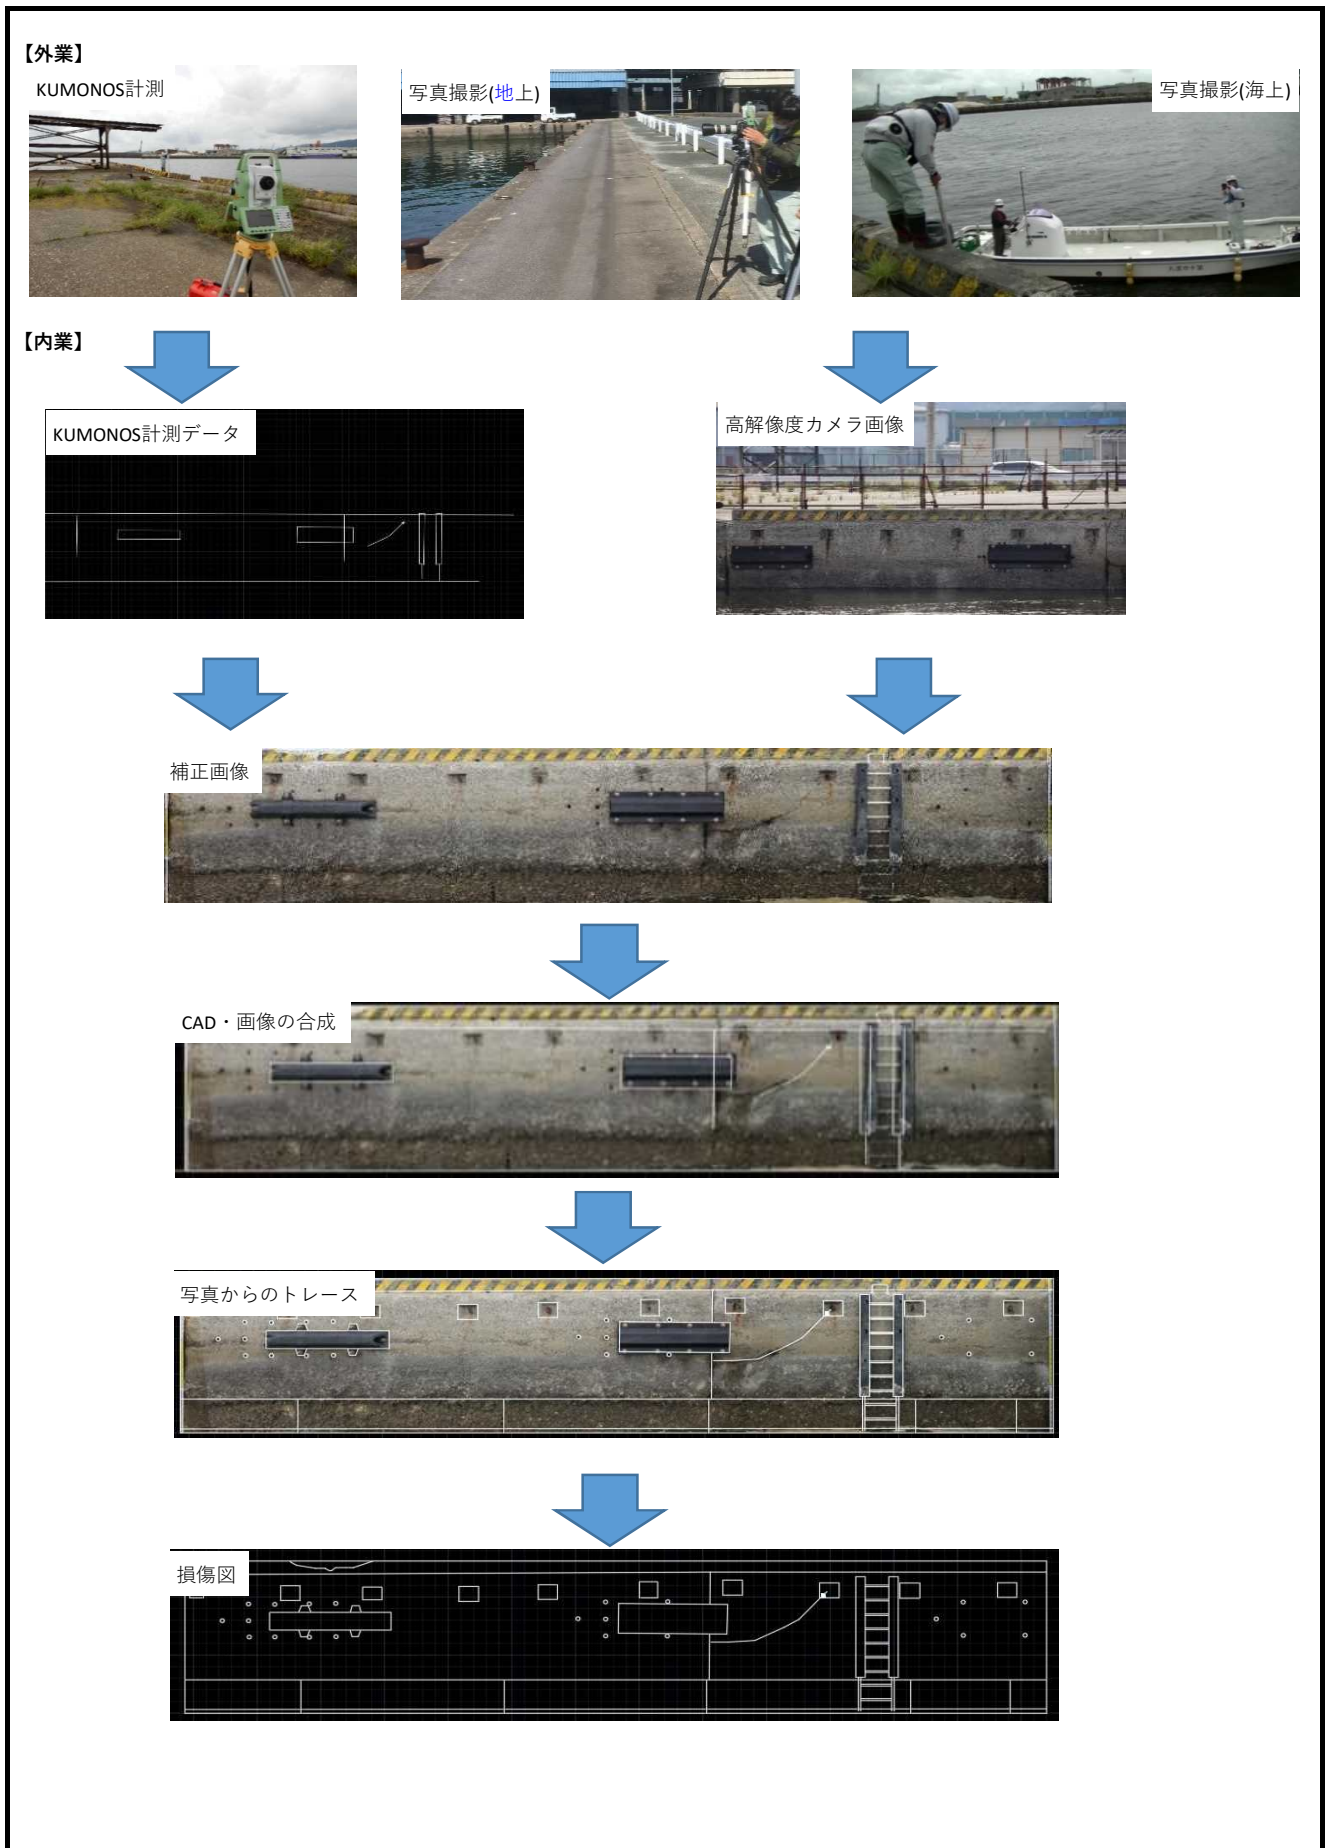 【外業】
KUMONOS計測
写真撮影(地上)
写真撮影(海上)
【内業】
KUMONOS計測データ
高解像度カメラ画像
補正画像
CAD・画像の合成
写真からのトレース
損傷図